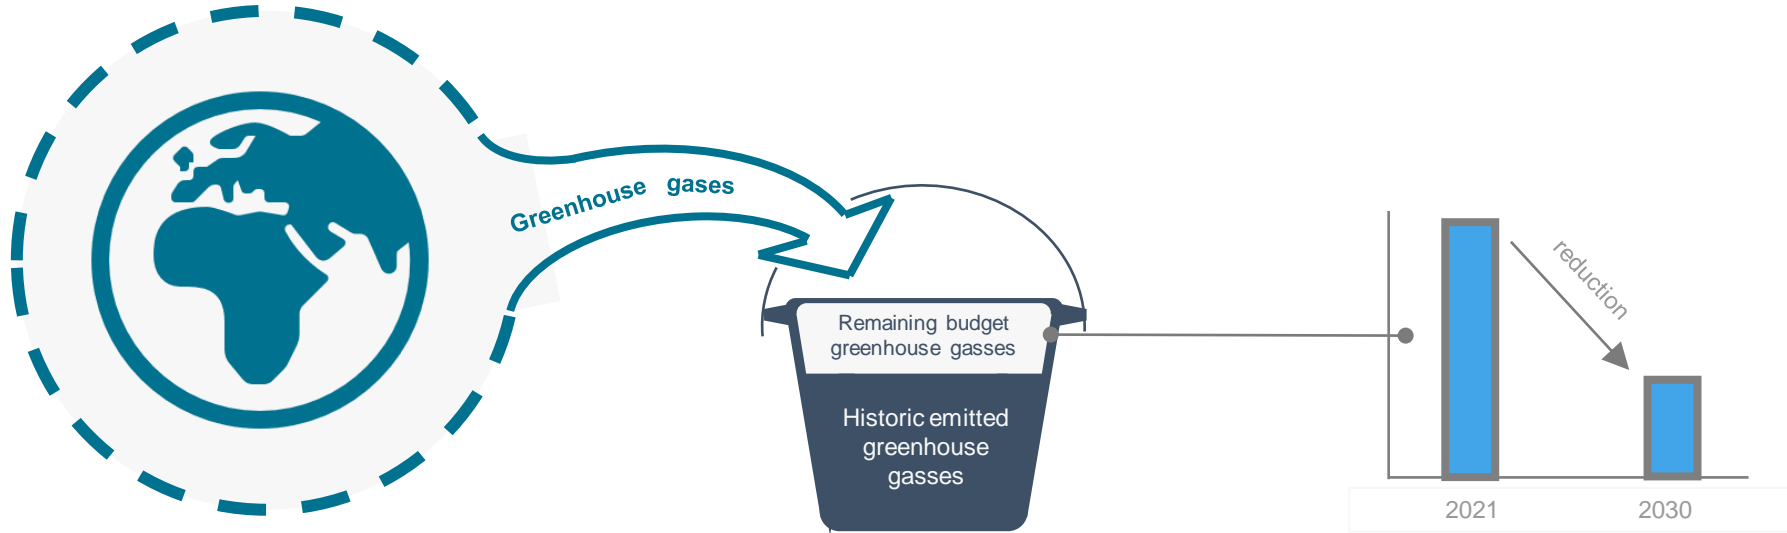 Greenhouse gases
Remaining budget
greenhouse gasses
Historic emitted
greenhouse
gasses
reduction
2021
2030